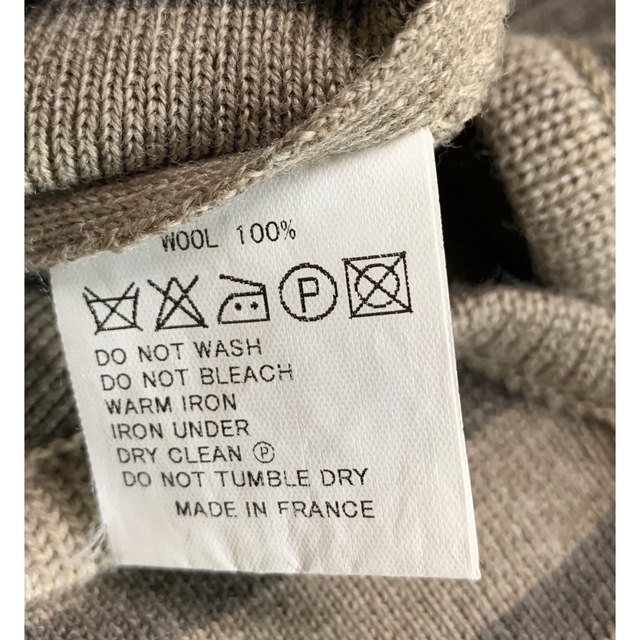 WOOL 100%
P
DO NOT WASH
DO NOT BLEACH
WARM IRON
IRON UNDER
DRY CLEAN Ⓟ
DO NOT TUMBLE DRY
MADE IN FRANCE